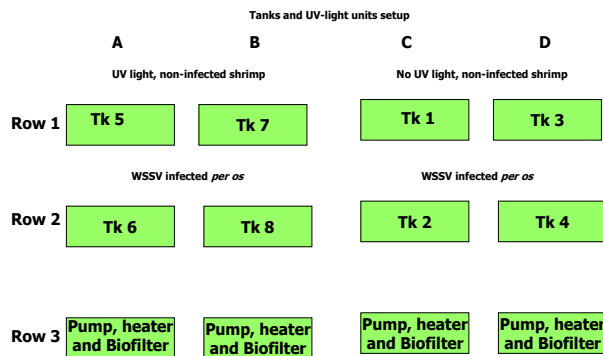 Tanks and UV-light units setup
A B C D
UV light, non-infected shrimp No UV light, non-infected shrimp
Row 1 Tk 5 Tk 7 Tk 1 Tk 3
WSSV infected per os WSSV infected per os
Row 2 Tk 6 Tk 8 Tk 2 Tk 4
Row 3 Pump, heater Pump, heater Pump, heater Pump, heater
and Biofilter and Biofilter and Biofilter and Biofilter